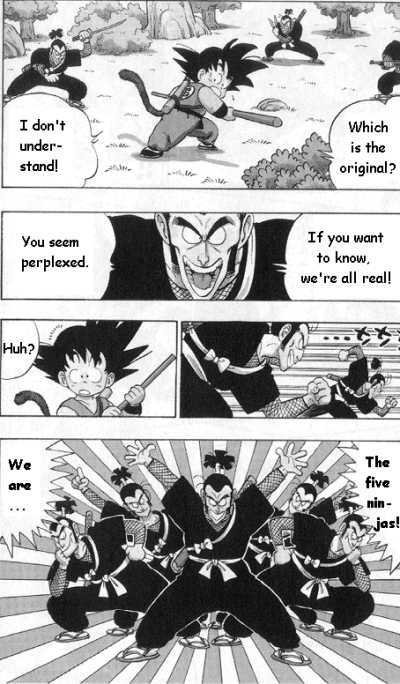 I don't
under-
stand!
Which
is the
original?
You seem
perplexed.
If you want
to know,
we're all real!
Huh?
We
are
...
The
five
nin-
jas!